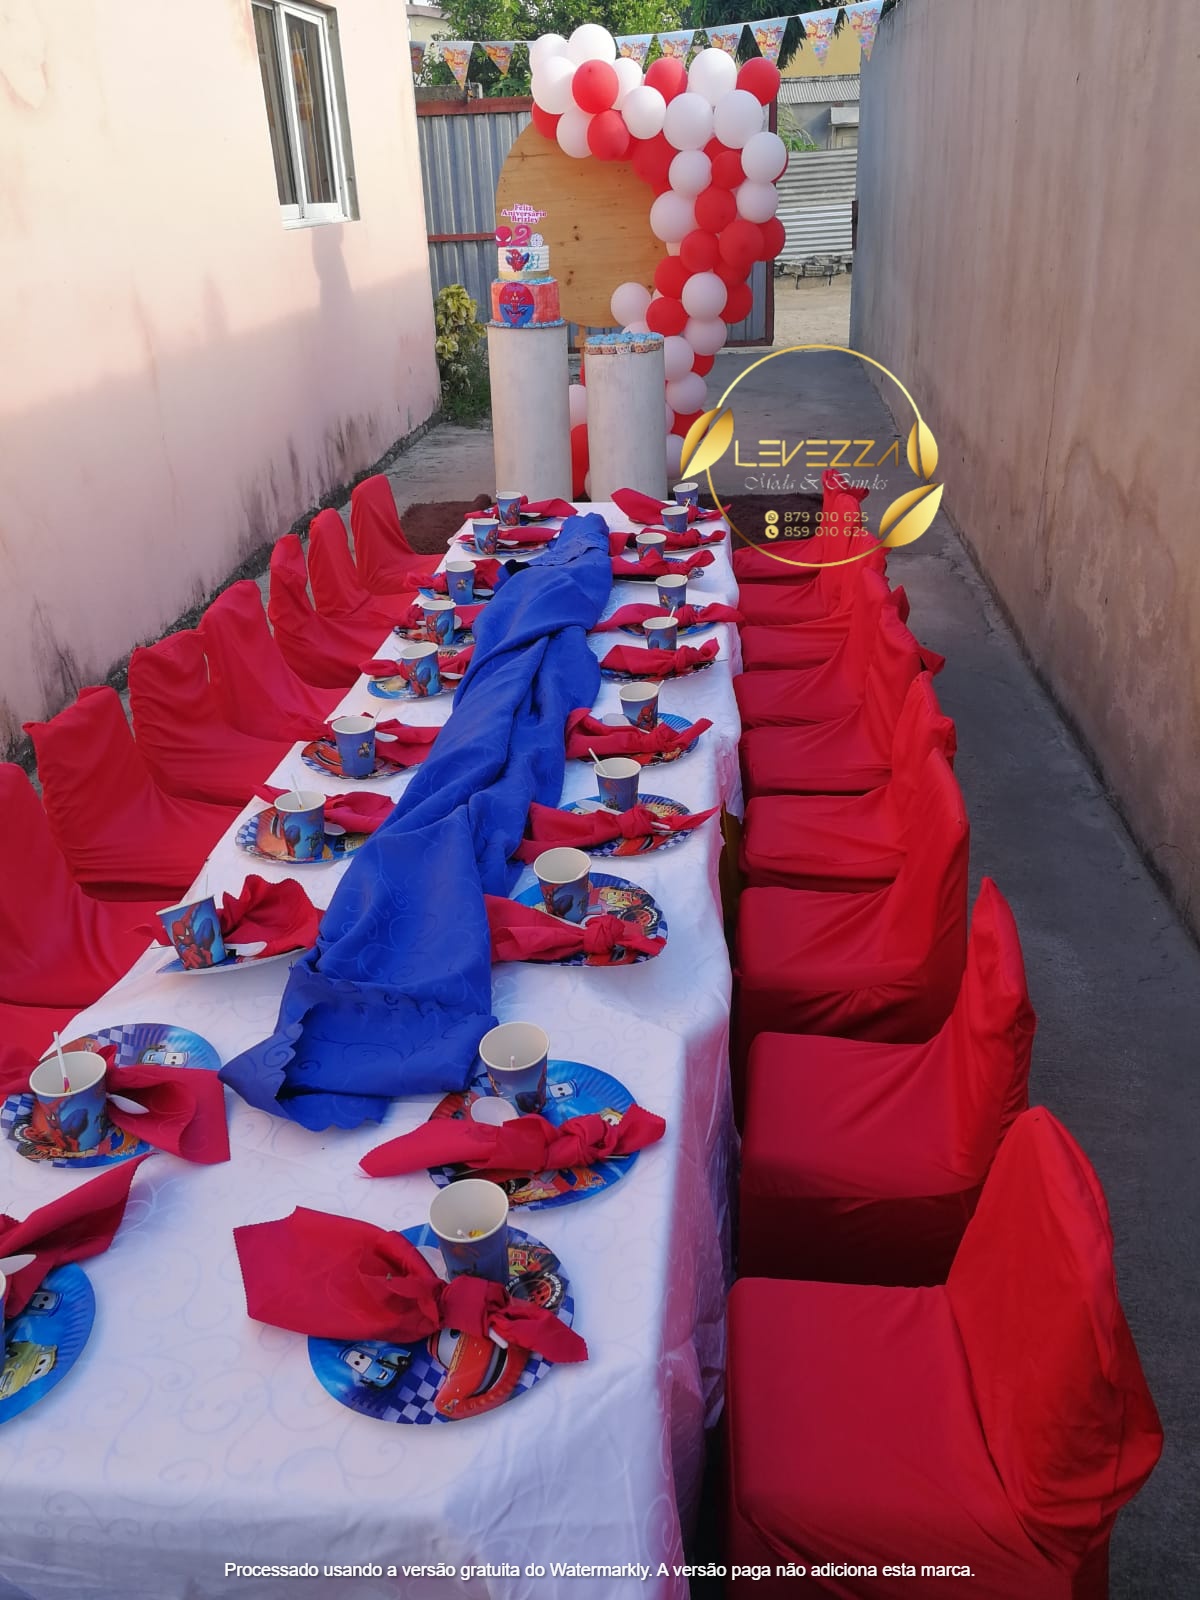 Feliz
Aniversário
Brizley
2
LEVEZZA
Moda & Brindes
879 010 625
859 010 625
Processado usando a versão gratuita do Watermarkly. A versão paga não adiciona esta marca.